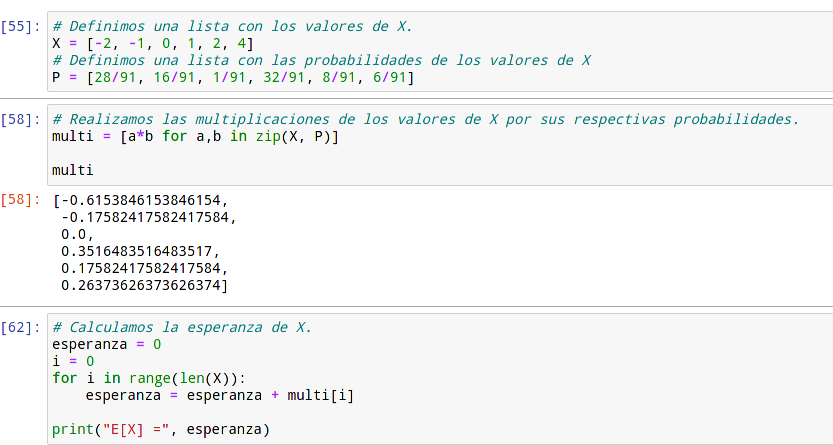 [55]: # Definimos una lista con los valores de X.
X = [-2, -1, 0, 1, 2, 4]
# Definimos una lista con las probabilidades de los valores de X
P = [28/91, 16/91, 1/91, 32/91, 8/91, 6/91]
[58]: # Realizamos las multiplicaciones de los valores de X por sus respectivas probabilidades.
multi = [a*b for a,b in zip(X, P)]
multi
[58]: [-0.6153846153846154,
-0.17582417582417584,
0.0,
0.3516483516483517,
0.17582417582417584,
0.26373626373626374]
[62]: # Calculamos la esperanza de X.
esperanza = 0
i = 0
for i in range(len(X)):
    esperanza = esperanza + multi[i]
print("E[X] =", esperanza)